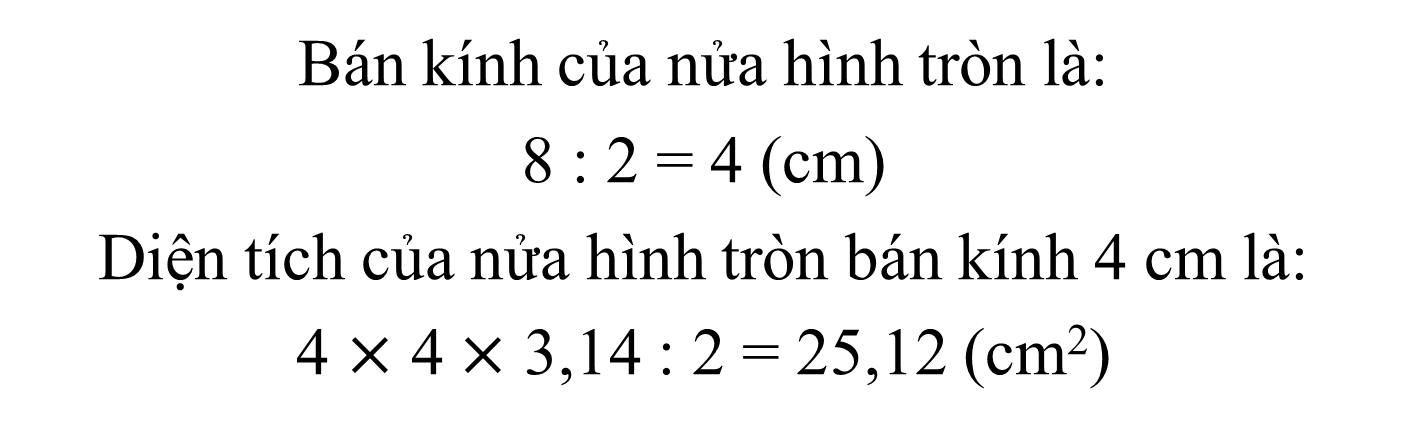 Bán kính của nửa hình tròn là:
8 : 2 = 4 (cm)
Diện tích của nửa hình tròn bán kính 4 cm là:
4 × 4 × 3,14 : 2 = 25,12 (cm²)